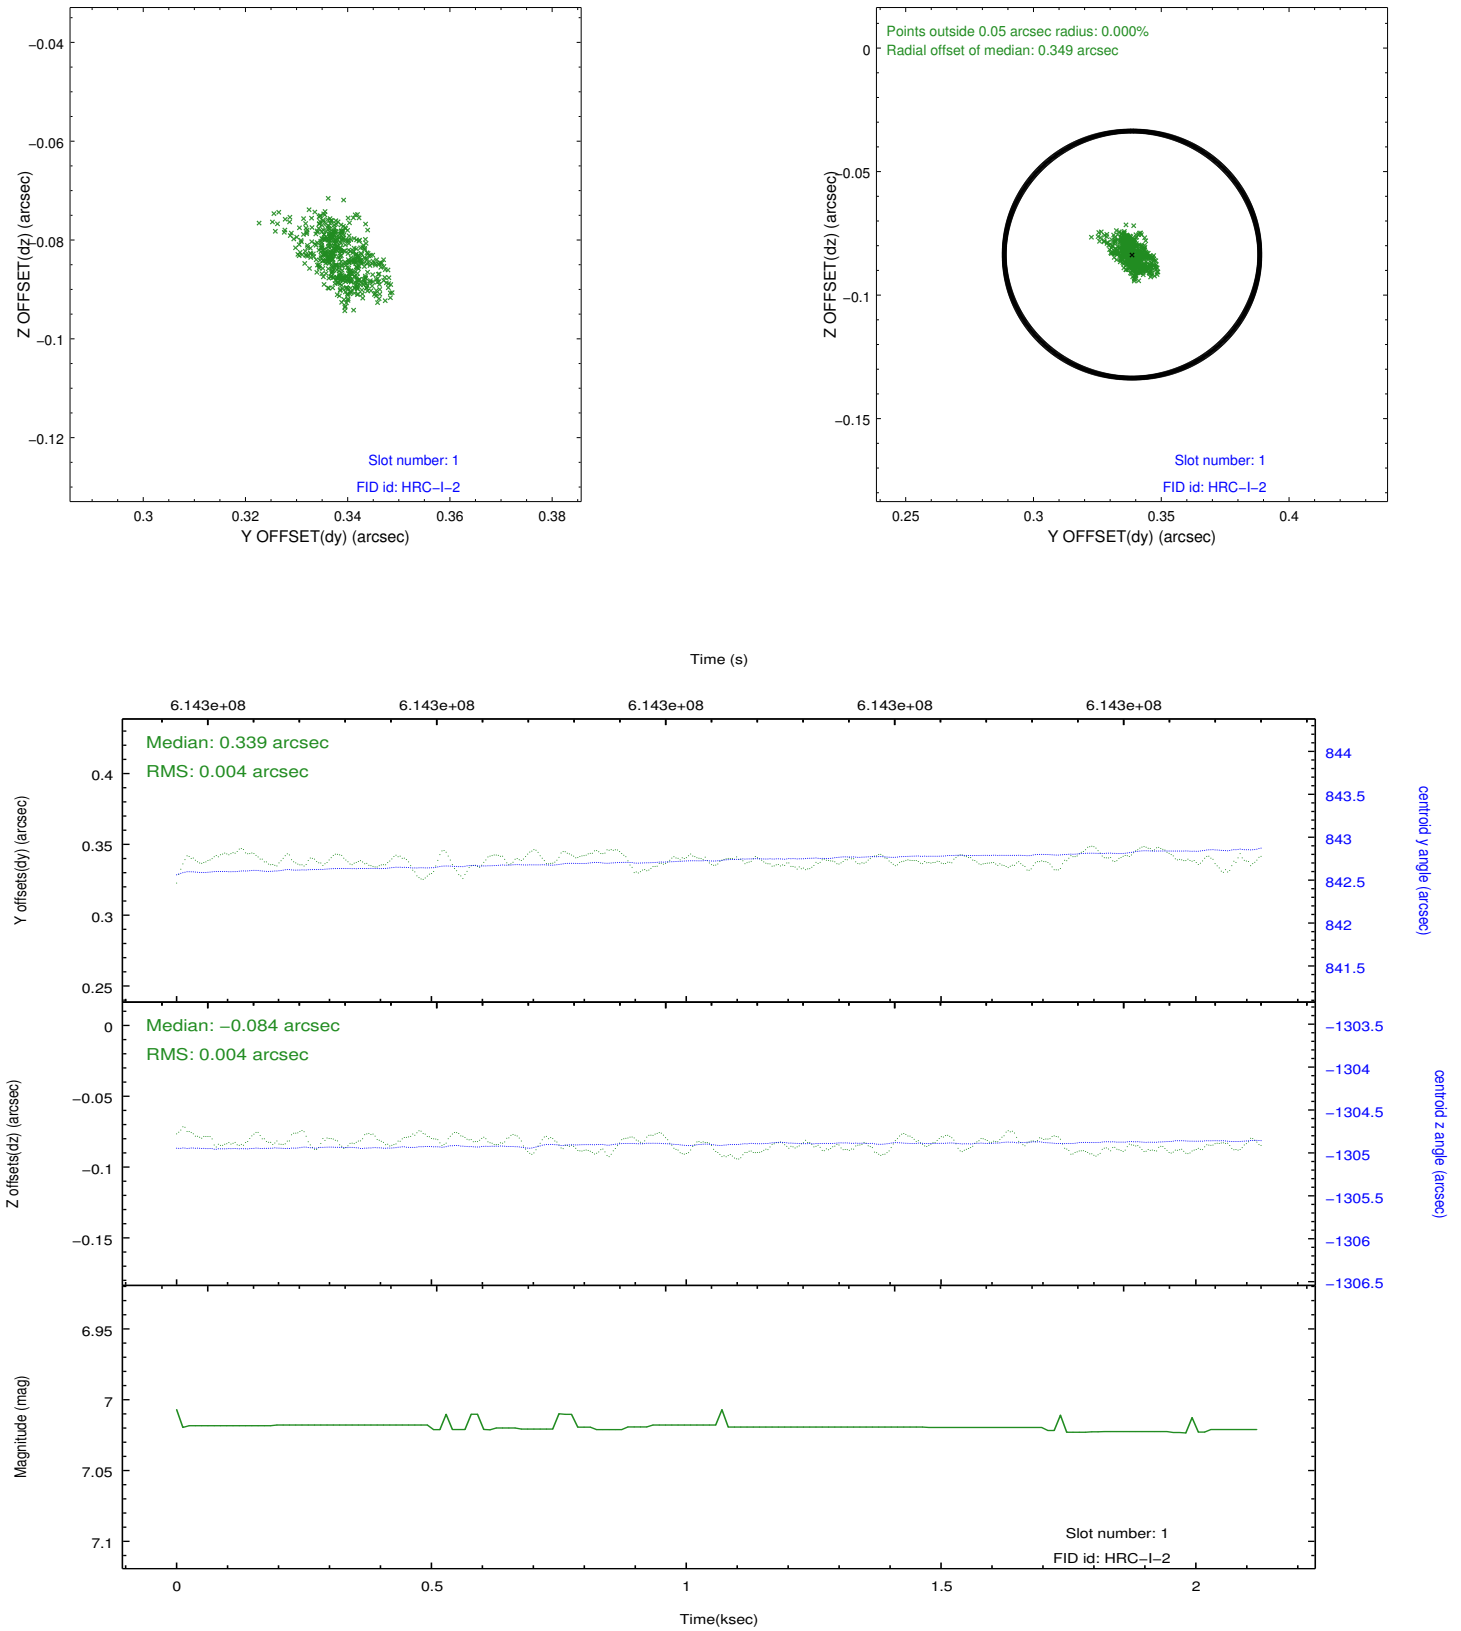 −0.04
−0.06
−0.08
−0.1
−0.12
Z OFFSET(dz) (arcsec)
Slot number: 1
FID id: HRC−I−2
0.3
0.32
0.34
0.36
0.38
Y OFFSET(dy) (arcsec)
Points outside 0.05 arcsec radius: 0.000%
Radial offset of median: 0.349 arcsec
0
−0.05
−0.1
−0.15
Z OFFSET(dz) (arcsec)
Slot number: 1
FID id: HRC−I−2
0.25
0.3
0.35
0.4
Y OFFSET(dy) (arcsec)
Time (s)
6.143e+08
6.143e+08
6.143e+08
6.143e+08
6.143e+08
Median: 0.339 arcsec
RMS: 0.004 arcsec
0.4
0.35
0.3
0.25
Y offsets(dy) (arcsec)
844
843.5
843
842.5
842
841.5
centroid y angle (arcsec)
Median: −0.084 arcsec
RMS: 0.004 arcsec
0
−0.05
−0.1
−0.15
Z offsets(dz) (arcsec)
−1303.5
−1304
−1304.5
−1305
−1305.5
−1306
−1306.5
centroid z angle (arcsec)
6.95
7
7.05
7.1
Magnitude (mag)
Slot number: 1
FID id: HRC−I−2
0
0.5
1
1.5
2
Time(ksec)